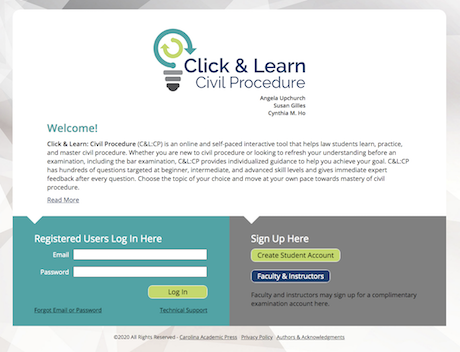 Click & Learn
Civil Procedure
Angela Upchurch
Susan Gilles
Cynthia M. Ho
Welcome!
Click & Learn: Civil Procedure (C&L:CP) is an online and self-paced interactive tool that helps law students learn, practice,
and master civil procedure. Whether you are new to civil procedure or looking to refresh your understanding before an
examination, including the bar examination, C&L:CP provides individualized guidance to help you achieve your goal. C&L:CP
has hundreds of questions targeted at beginner, intermediate, and advanced skill levels and gives immediate expert
feedback after every question. Choose the topic of your choice and move at your own pace towards mastery of civil
procedure.
Read More
Registered Users Log In Here
Email
Password
Log In
Forgot Email or Password
Technical Support
Sign Up Here
Create Student Account
Faculty & Instructors
Faculty and instructors may sign up for a complimentary
examination account here.
©2020 All Rights Reserved - Carolina Academic Press · Privacy Policy · Authors & Acknowledgments